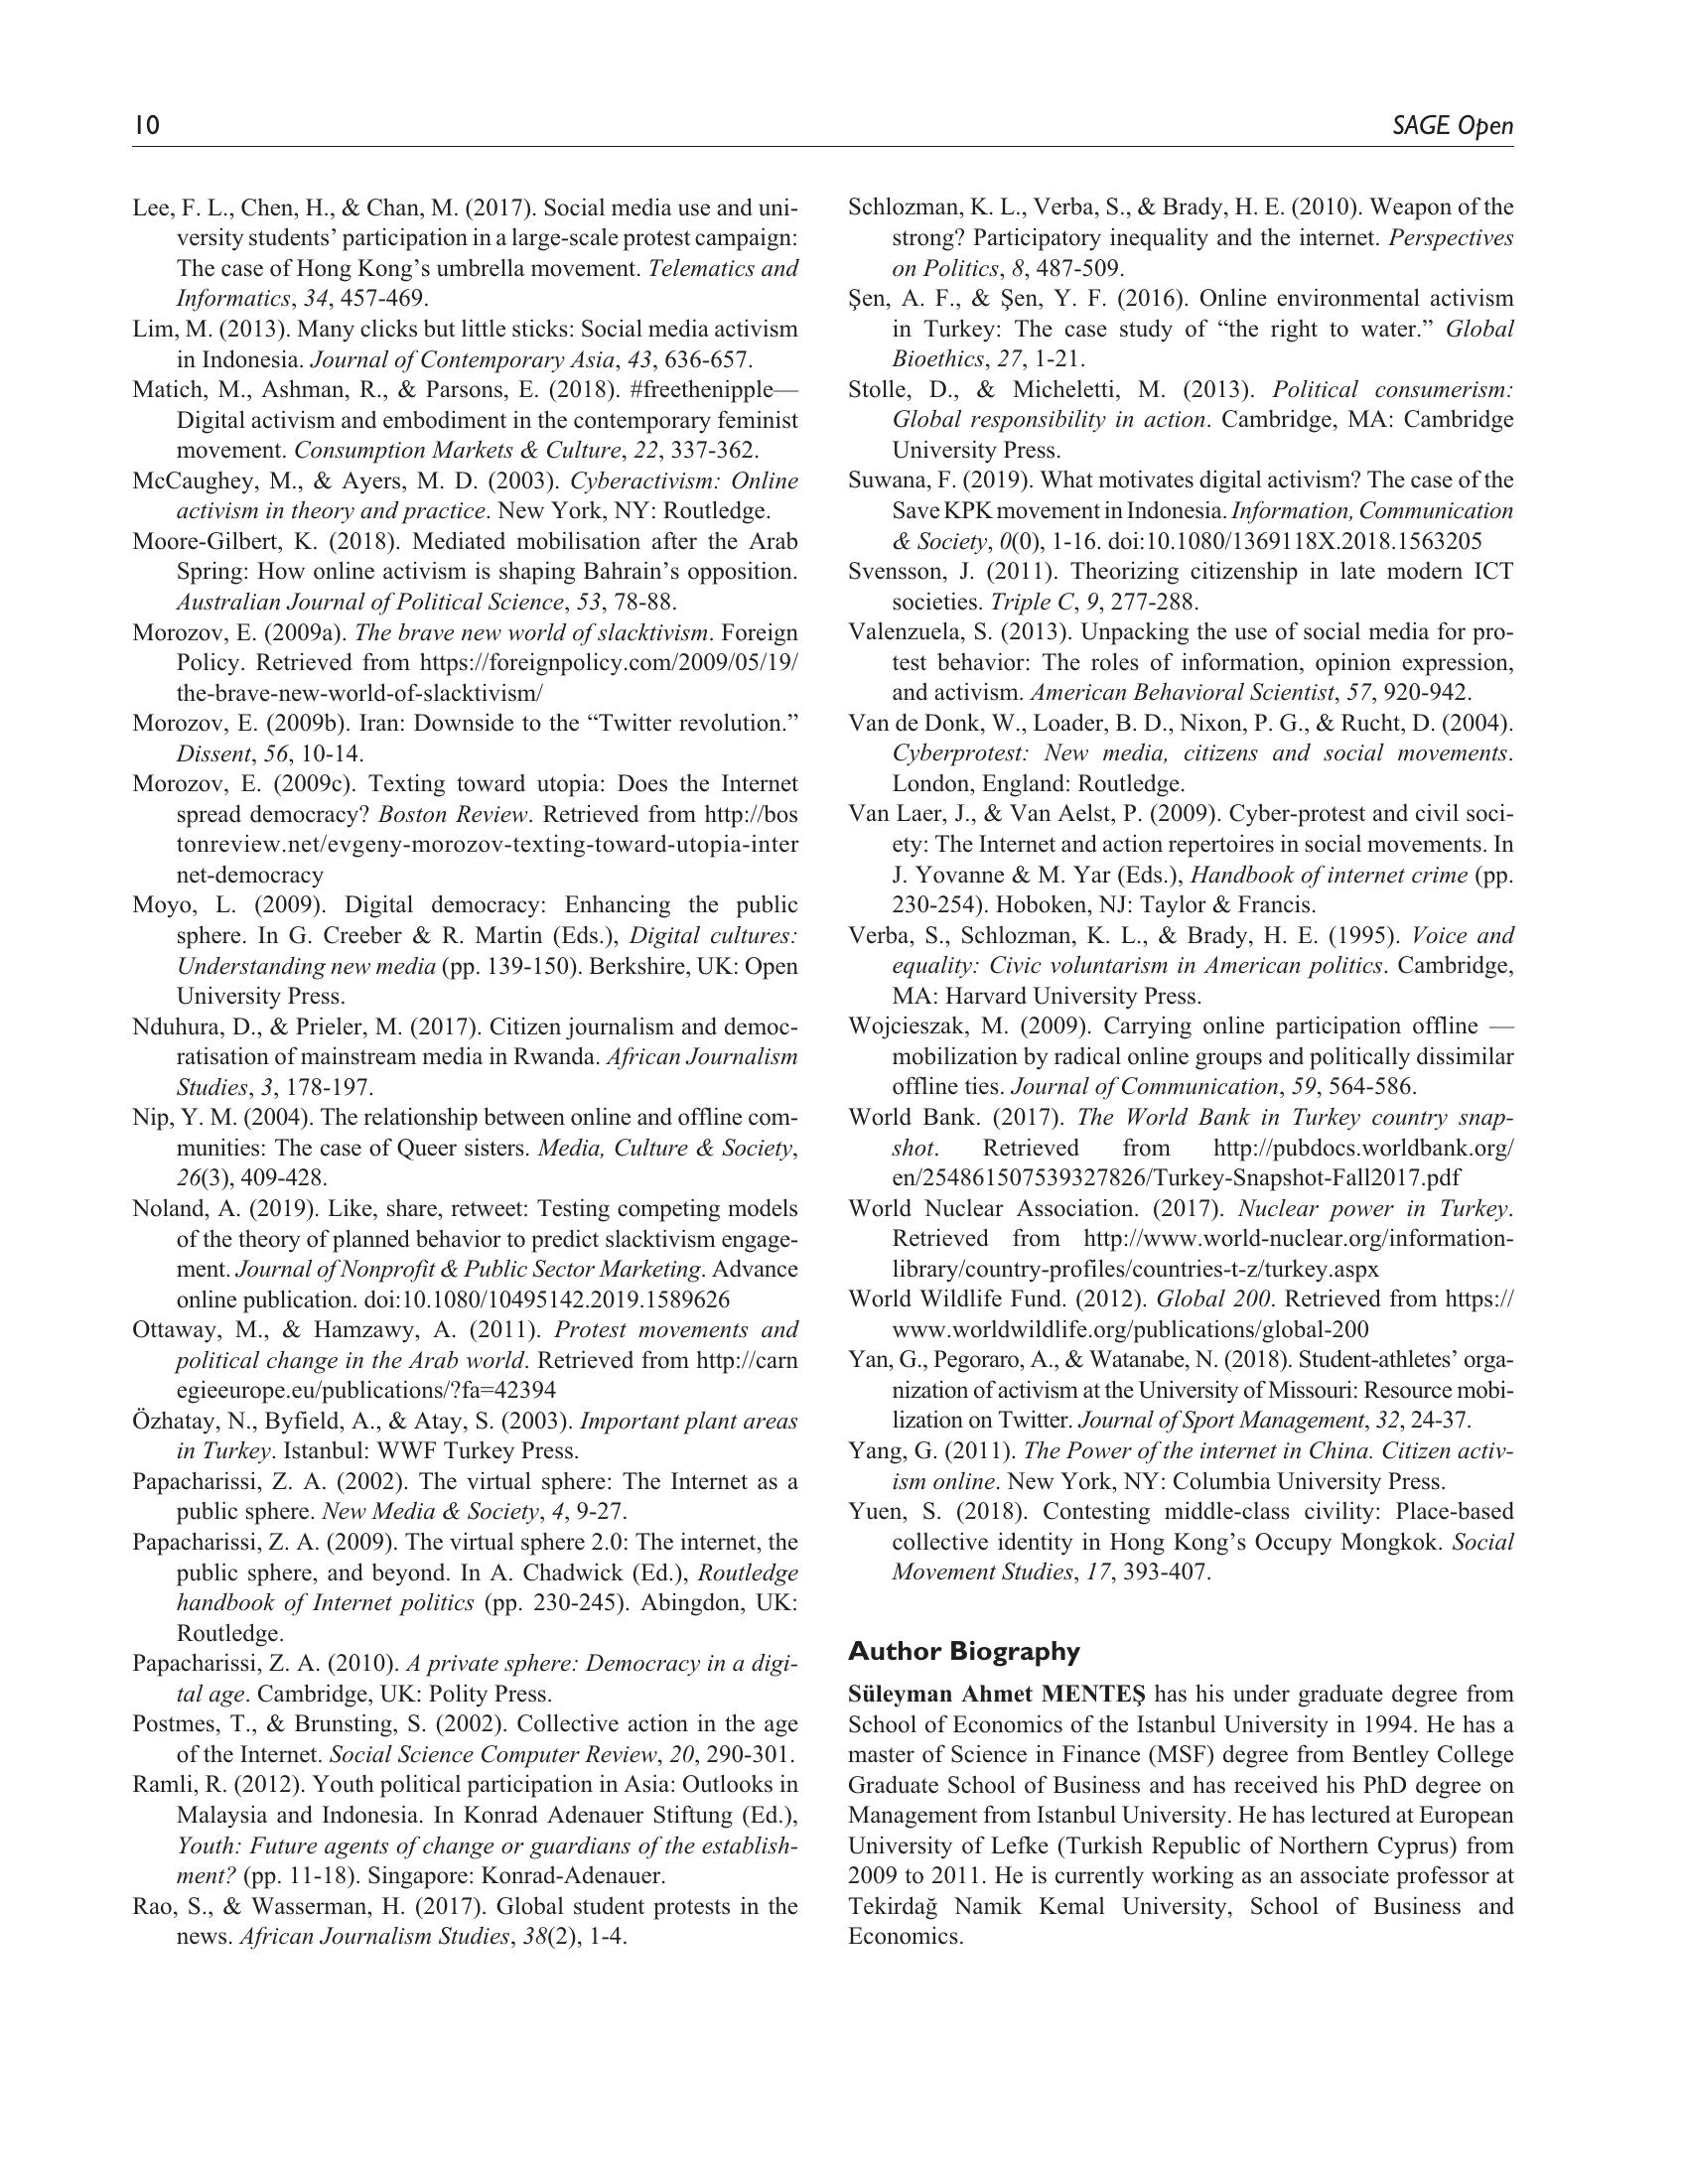 10
SAGE Open
Lee, F. L., Chen, H., & Chan, M. (2017). Social media use and uni-
versity students’ participation in a large-scale protest campaign:
The case of Hong Kong’s umbrella movement. Telematics and
Informatics, 34, 457-469.
Lim, M. (2013). Many clicks but little sticks: Social media activism
in Indonesia. Journal of Contemporary Asia, 43, 636-657.
Matich, M., Ashman, R., & Parsons, E. (2018). #freethenipple—
Digital activism and embodiment in the contemporary feminist
movement. Consumption Markets & Culture, 22, 337-362.
McCaughey, M., & Ayers, M. D. (2003). Cyberactivism: Online
activism in theory and practice. New York, NY: Routledge.
Moore-Gilbert, K. (2018). Mediated mobilisation after the Arab
Spring: How online activism is shaping Bahrain’s opposition.
Australian Journal of Political Science, 53, 78-88.
Morozov, E. (2009a). The brave new world of slacktivism. Foreign
Policy. Retrieved from https://foreignpolicy.com/2009/05/19/
the-brave-new-world-of-slacktivism/
Morozov, E. (2009b). Iran: Downside to the “Twitter revolution.”
Dissent, 56, 10-14.
Morozov, E. (2009c). Texting toward utopia: Does the Internet
spread democracy? Boston Review. Retrieved from http://bos
tonreview.net/evgeny-morozov-texting-toward-utopia-inter
net-democracy
Moyo, L. (2009). Digital democracy: Enhancing the public
sphere. In G. Creeber & R. Martin (Eds.), Digital cultures:
Understanding new media (pp. 139-150). Berkshire, UK: Open
University Press.
Nduhura, D., & Prieler, M. (2017). Citizen journalism and democ-
ratisation of mainstream media in Rwanda. African Journalism
Studies, 3, 178-197.
Nip, Y. M. (2004). The relationship between online and offline com-
munities: The case of Queer sisters. Media, Culture & Society,
26(3), 409-428.
Noland, A. (2019). Like, share, retweet: Testing competing models
of the theory of planned behavior to predict slacktivism engage-
ment. Journal of Nonprofit & Public Sector Marketing. Advance
online publication. doi:10.1080/10495142.2019.1589626
Ottaway, M., & Hamzawy, A. (2011). Protest movements and
political change in the Arab world. Retrieved from http://carn
egieeurope.eu/publications/?fa=42394
Özhatay, N., Byfield, A., & Atay, S. (2003). Important plant areas
in Turkey. Istanbul: WWF Turkey Press.
Papacharissi, Z. A. (2002). The virtual sphere: The Internet as a
public sphere. New Media & Society, 4, 9-27.
Papacharissi, Z. A. (2009). The virtual sphere 2.0: The internet, the
public sphere, and beyond. In A. Chadwick (Ed.), Routledge
handbook of Internet politics (pp. 230-245). Abingdon, UK:
Routledge.
Papacharissi, Z. A. (2010). A private sphere: Democracy in a digi-
tal age. Cambridge, UK: Polity Press.
Postmes, T., & Brunsting, S. (2002). Collective action in the age
of the Internet. Social Science Computer Review, 20, 290-301.
Ramli, R. (2012). Youth political participation in Asia: Outlooks in
Malaysia and Indonesia. In Konrad Adenauer Stiftung (Ed.),
Youth: Future agents of change or guardians of the establish-
ment? (pp. 11-18). Singapore: Konrad-Adenauer.
Rao, S., & Wasserman, H. (2017). Global student protests in the
news. African Journalism Studies, 38(2), 1-4.
Schlozman, K. L., Verba, S., & Brady, H. E. (2010). Weapon of the
strong? Participatory inequality and the internet. Perspectives
on Politics, 8, 487-509.
Şen, A. F., & Şen, Y. F. (2016). Online environmental activism
in Turkey: The case study of “the right to water.” Global
Bioethics, 27, 1-21.
Stolle, D., & Micheletti, M. (2013). Political consumerism:
Global responsibility in action. Cambridge, MA: Cambridge
University Press.
Suwana, F. (2019). What motivates digital activism? The case of the
Save KPK movement in Indonesia. Information, Communication
& Society, 0(0), 1-16. doi:10.1080/1369118X.2018.1563205
Svensson, J. (2011). Theorizing citizenship in late modern ICT
societies. Triple C, 9, 277-288.
Valenzuela, S. (2013). Unpacking the use of social media for pro-
test behavior: The roles of information, opinion expression,
and activism. American Behavioral Scientist, 57, 920-942.
Van de Donk, W., Loader, B. D., Nixon, P. G., & Rucht, D. (2004).
Cyberprotest: New media, citizens and social movements.
London, England: Routledge.
Van Laer, J., & Van Aelst, P. (2009). Cyber-protest and civil soci-
ety: The Internet and action repertoires in social movements. In
J. Yovanne & M. Yar (Eds.), Handbook of internet crime (pp.
230-254). Hoboken, NJ: Taylor & Francis.
Verba, S., Schlozman, K. L., & Brady, H. E. (1995). Voice and
equality: Civic voluntarism in American politics. Cambridge,
MA: Harvard University Press.
Wojcieszak, M. (2009). Carrying online participation offline —
mobilization by radical online groups and politically dissimilar
offline ties. Journal of Communication, 59, 564-586.
World Bank. (2017). The World Bank in Turkey country snap-
shot. Retrieved from http://pubdocs.worldbank.org/
en/254861507539327826/Turkey-Snapshot-Fall2017.pdf
World Nuclear Association. (2017). Nuclear power in Turkey.
Retrieved from http://www.world-nuclear.org/information-
library/country-profiles/countries-t-z/turkey.aspx
World Wildlife Fund. (2012). Global 200. Retrieved from https://
www.worldwildlife.org/publications/global-200
Yan, G., Pegoraro, A., & Watanabe, N. (2018). Student-athletes’ orga-
nization of activism at the University of Missouri: Resource mobi-
lization on Twitter. Journal of Sport Management, 32, 24-37.
Yang, G. (2011). The Power of the internet in China. Citizen activ-
ism online. New York, NY: Columbia University Press.
Yuen, S. (2018). Contesting middle-class civility: Place-based
collective identity in Hong Kong’s Occupy Mongkok. Social
Movement Studies, 17, 393-407.
Author Biography
Süleyman Ahmet MENTEŞ has his under graduate degree from
School of Economics of the Istanbul University in 1994. He has a
master of Science in Finance (MSF) degree from Bentley College
Graduate School of Business and has received his PhD degree on
Management from Istanbul University. He has lectured at European
University of Lefke (Turkish Republic of Northern Cyprus) from
2009 to 2011. He is currently working as an associate professor at
Tekirdağ Namik Kemal University, School of Business and
Economics.